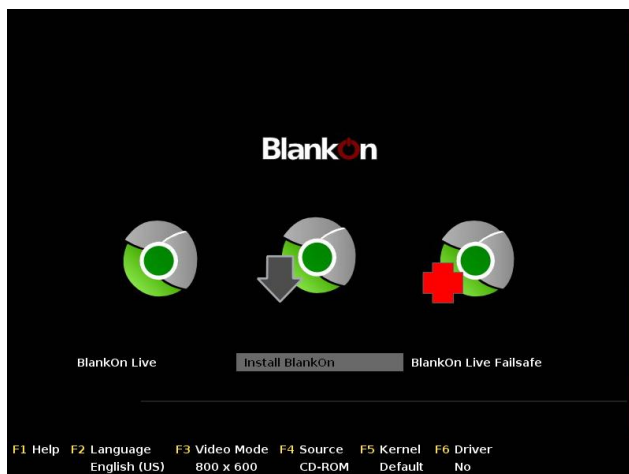 BlankOn
BlankOn Live Install BlankOn BlankOn Live Failsafe
F1 Help F2 Language F3 Video Mode F4 Source F5 Kernel F6 Driver
English (US) 800 x 600 CD-ROM Default No